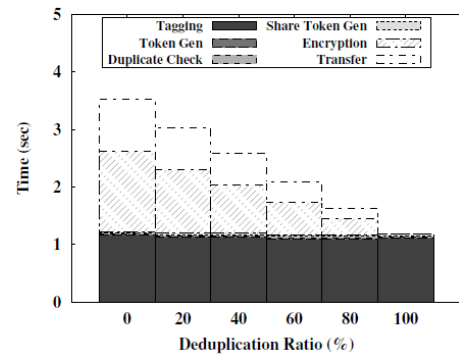 5
Tagging Share Token Gen
Token Gen Encryption
Duplicate Check Transfer
4
3
2
1
0
Time (sec)
0 20 40 60 80 100
Deduplication Ratio (%)